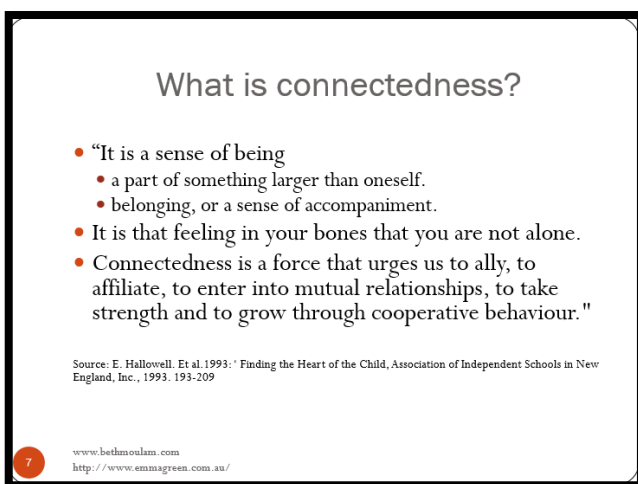 What is connectedness?
• “It is a sense of being
• a part of something larger than oneself.
• belonging, or a sense of accompaniment.
• It is that feeling in your bones that you are not alone.
• Connectedness is a force that urges us to ally, to
affiliate, to enter into mutual relationships, to take
strength and to grow through cooperative behaviour."
Source: E. Hallowell. Et al.1993: ' Finding the Heart of the Child, Association of Independent Schools in New
England, Inc., 1993. 193-209
7
www.bethmoulam.com
http://www.emmagreen.com.au/